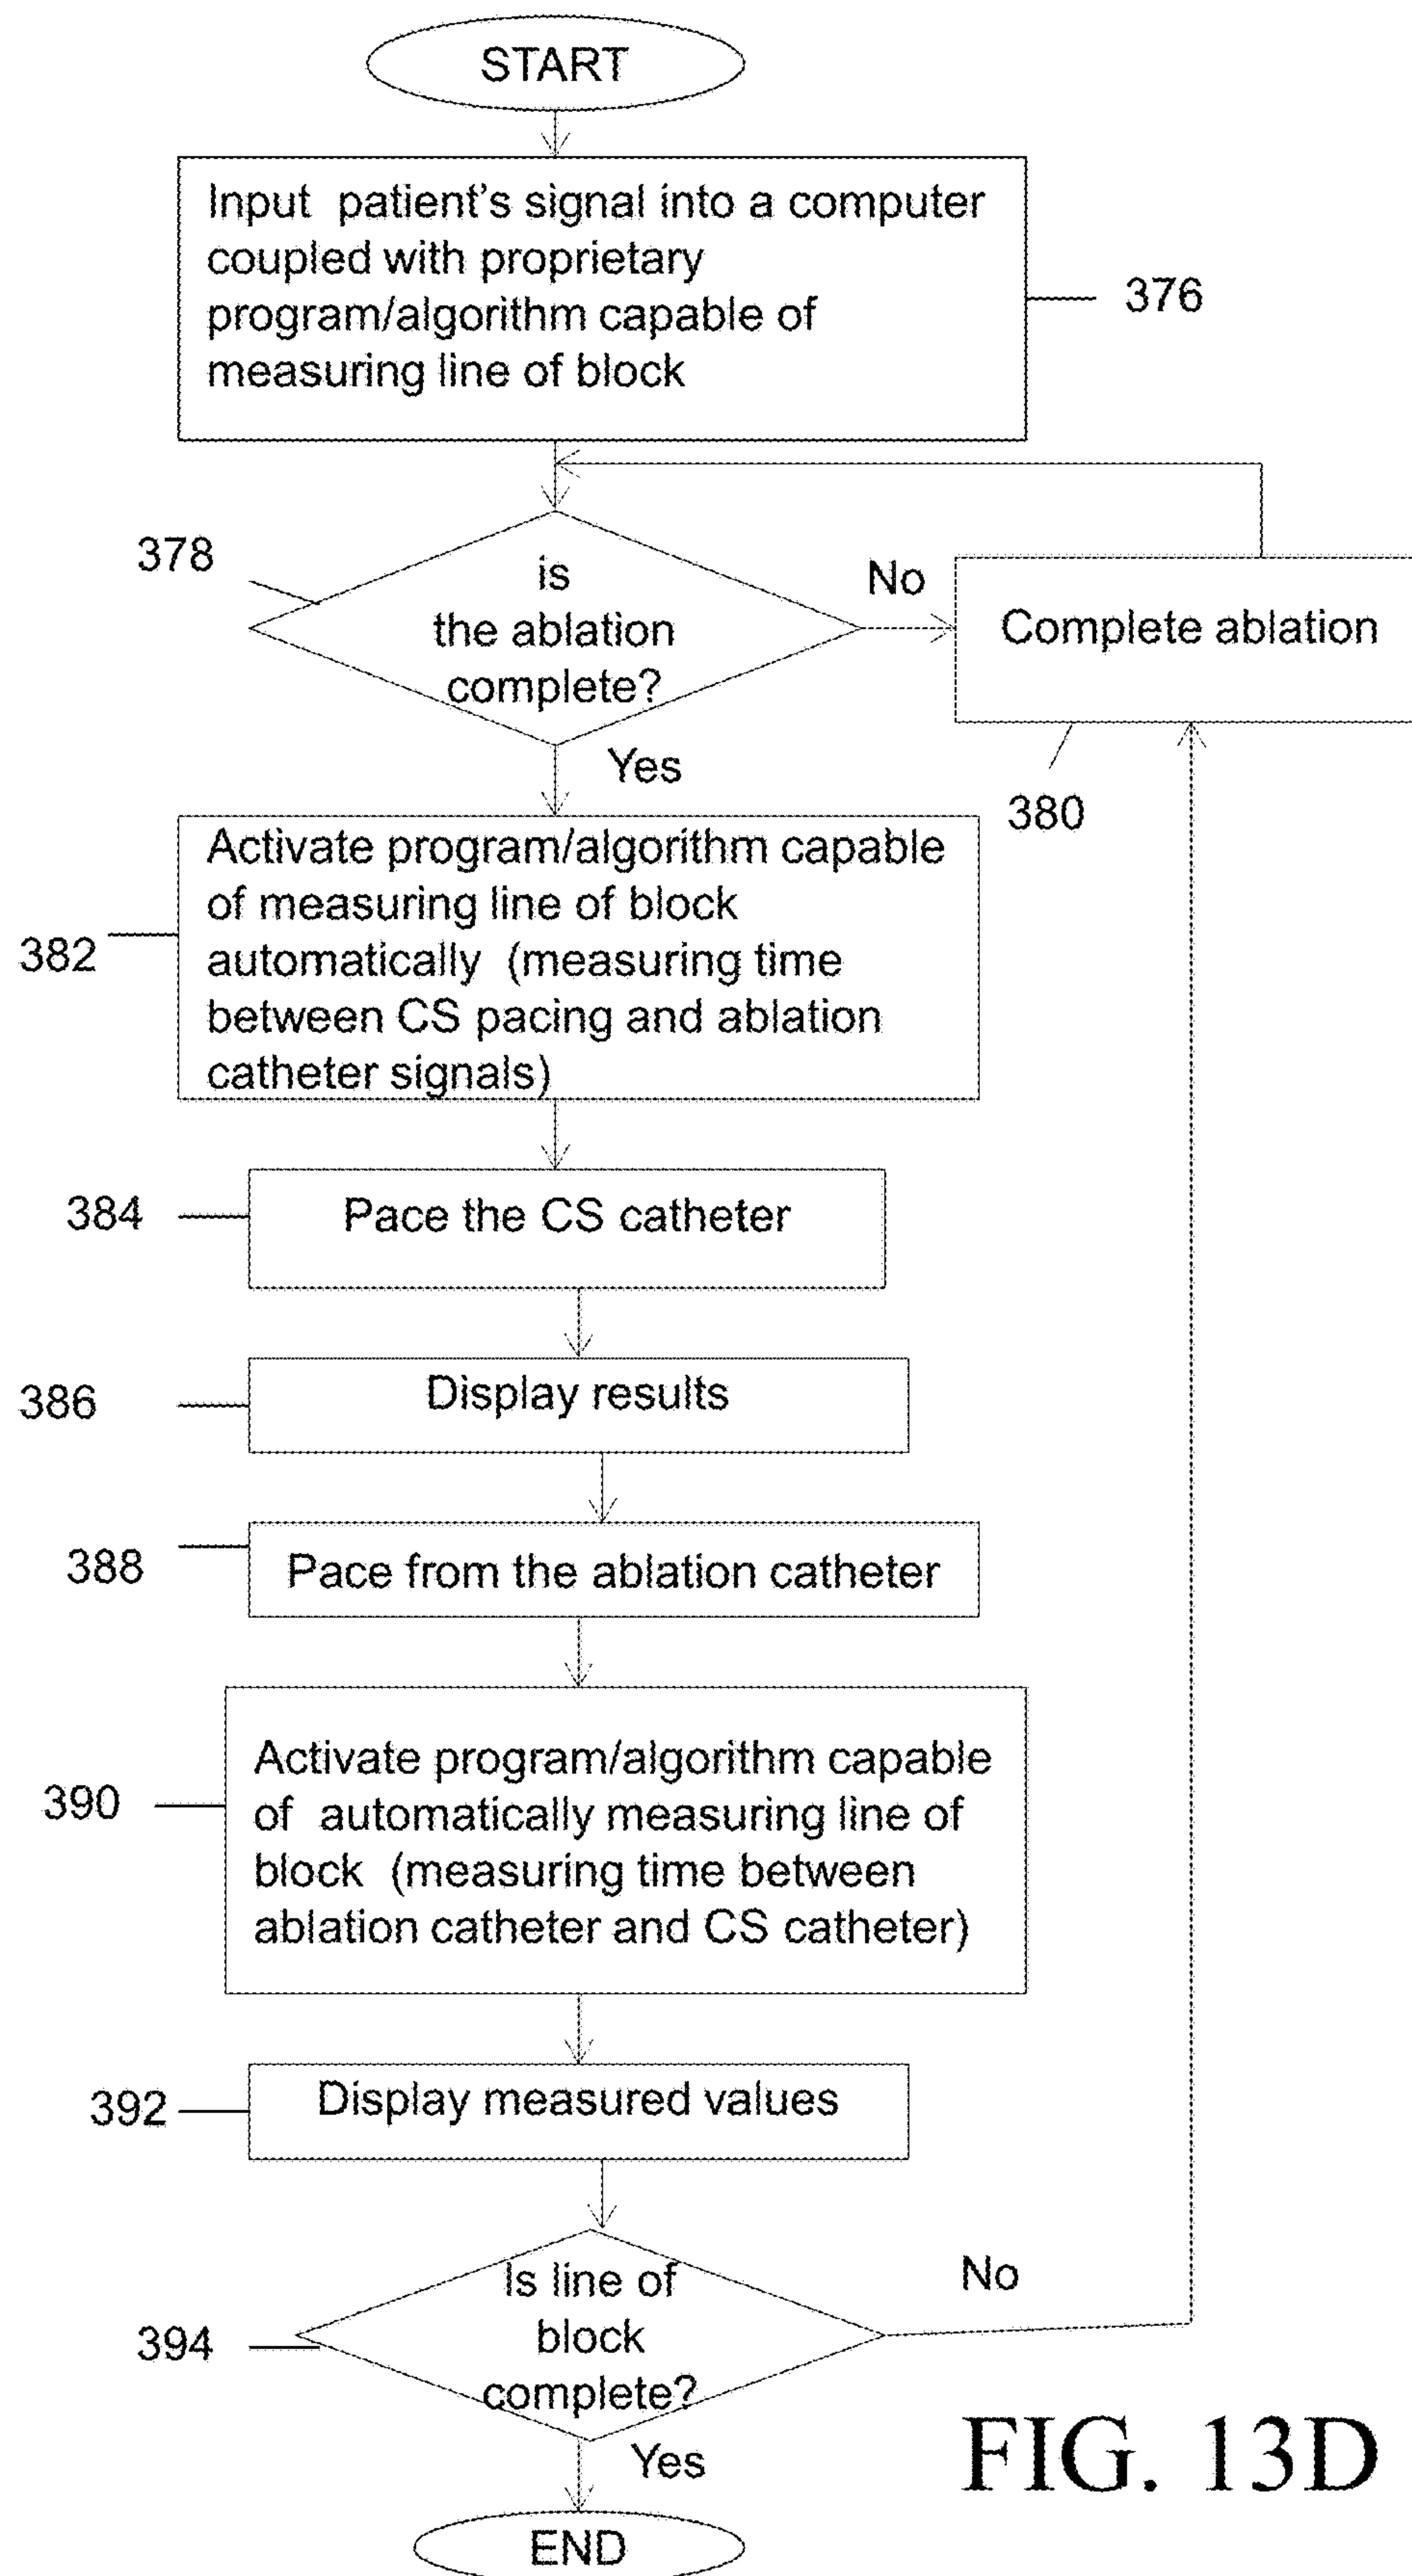 START
Input patient's signal into a computer
coupled with proprietary
program/algorithm capable of
measuring line of block
376
378
is
the ablation
complete?
No
Complete ablation
380
Yes
382
Activate program/algorithm capable
of measuring line of block
automatically (measuring time
between CS pacing and ablation
catheter signals)
384
Pace the CS catheter
386
Display results
388
Pace from the ablation catheter
390
Activate program/algorithm capable
of automatically measuring line of
block (measuring time between
ablation catheter and CS catheter)
392
Display measured values
394
Is line of
block
complete?
No
Yes
END
FIG. 13D